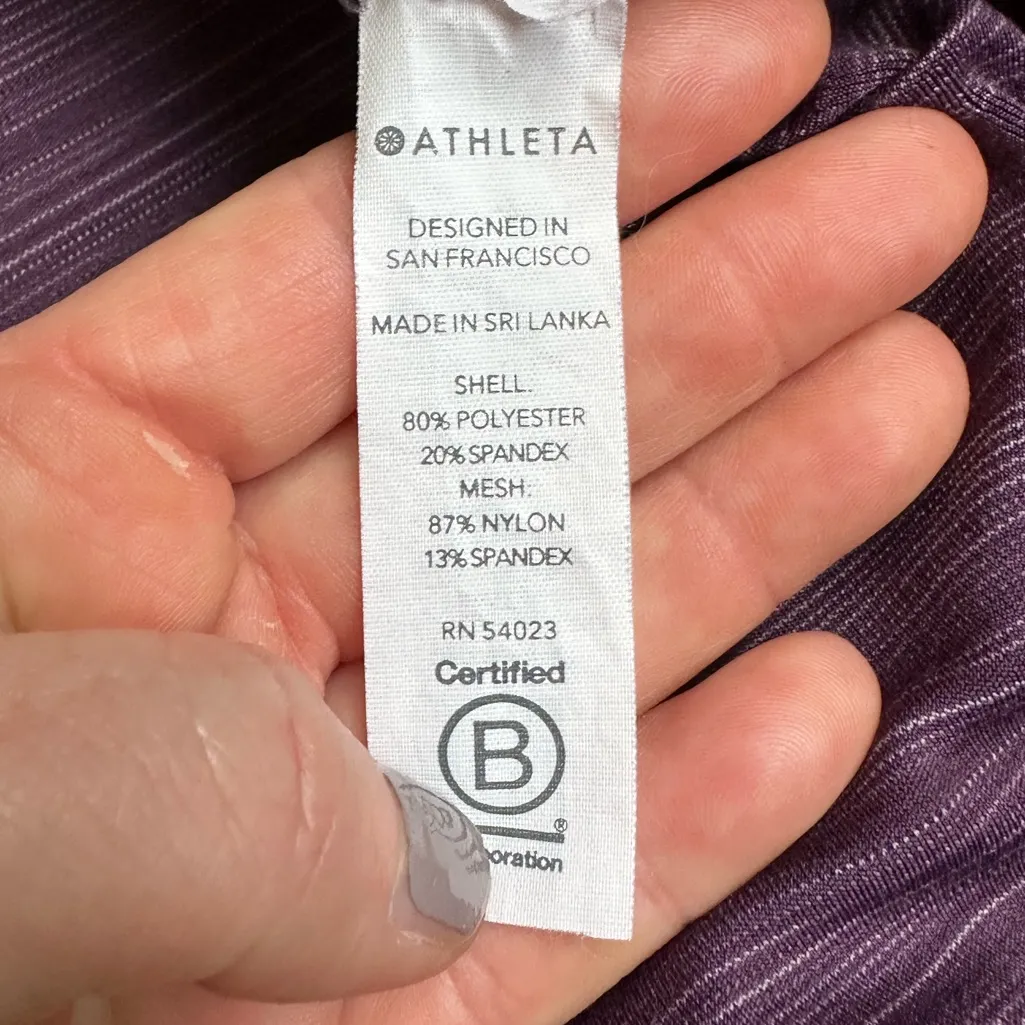 ATHLETA
DESIGNED IN
SAN FRANCISCO
MADE IN SRI LANKA
SHELL:
80% POLYESTER
20% SPANDEX
MESH:
87% NYLON
13% SPANDEX
RN 54023
Certified
B
®
oration